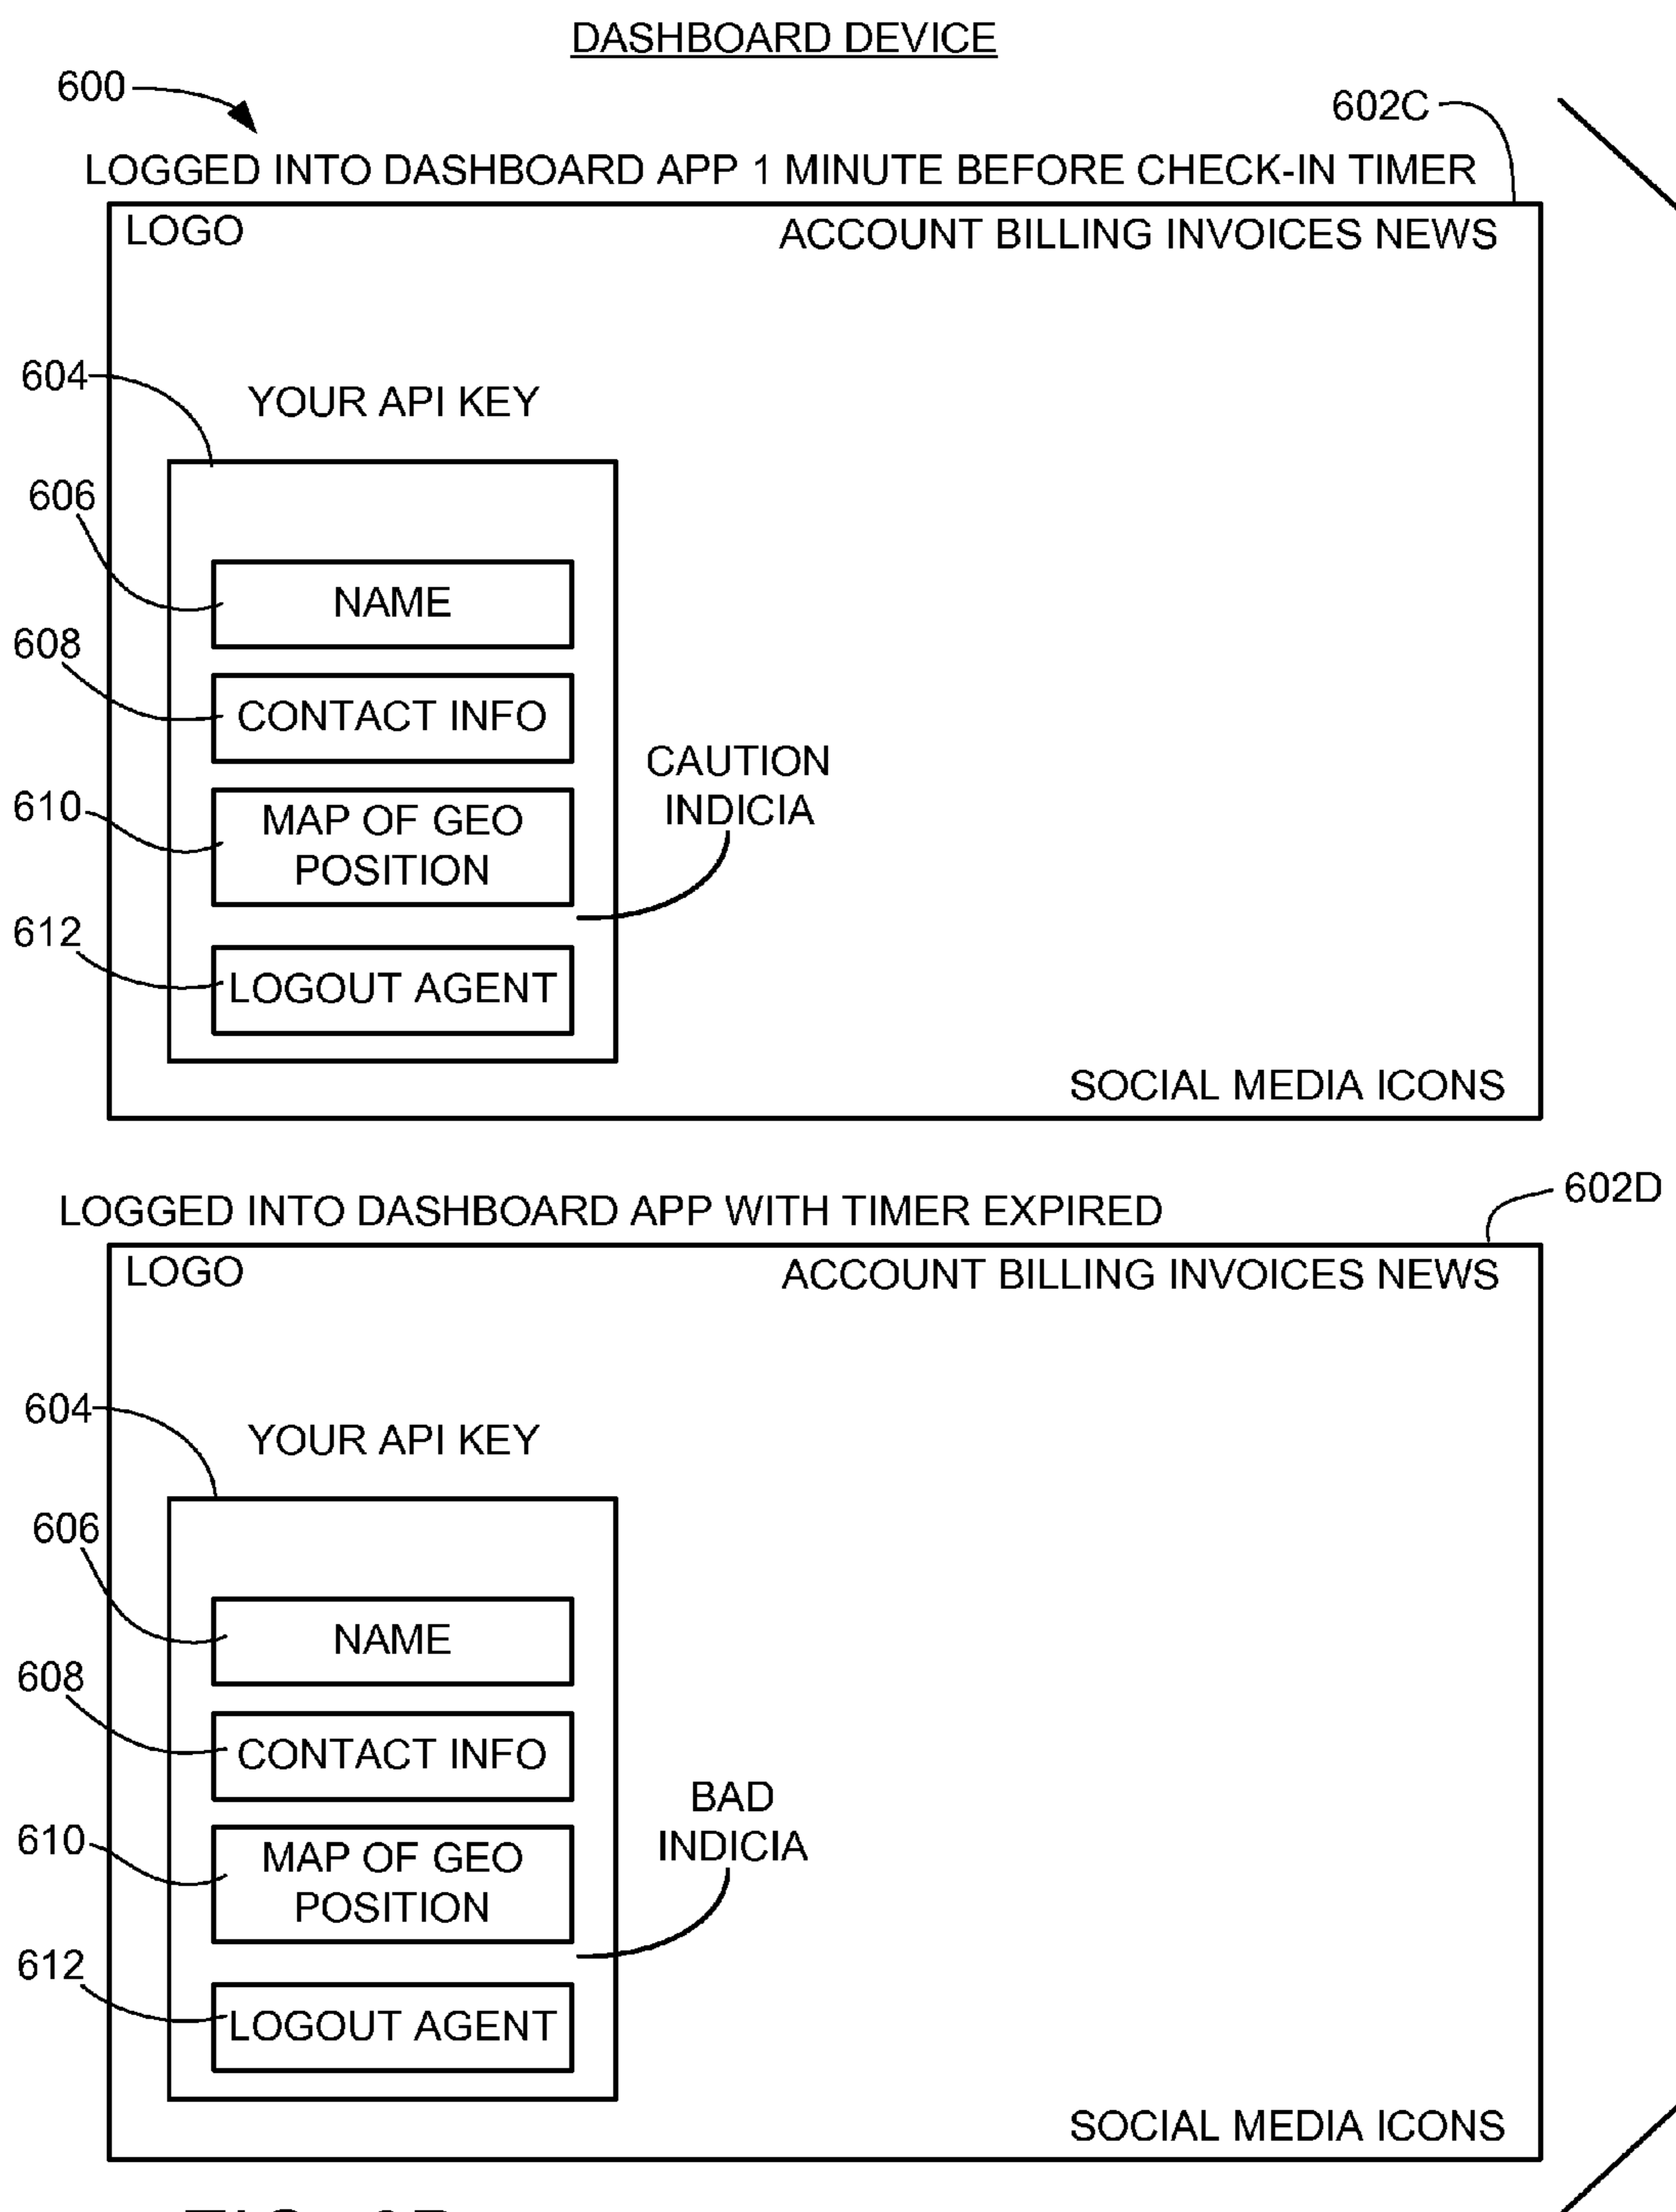 DASHBOARD DEVICE
600
602C
LOGGED INTO DASHBOARD APP 1 MINUTE BEFORE CHECK-IN TIMER
LOGO ACCOUNT BILLING INVOICES NEWS
604
YOUR API KEY
606
NAME
608
CONTACT INFO
CAUTION
INDICIA
610
MAP OF GEO
POSITION
612
LOGOUT AGENT
SOCIAL MEDIA ICONS
602D
LOGGED INTO DASHBOARD APP WITH TIMER EXPIRED
LOGO ACCOUNT BILLING INVOICES NEWS
604
YOUR API KEY
606
NAME
608
CONTACT INFO
BAD
INDICIA
610
MAP OF GEO
POSITION
612
LOGOUT AGENT
SOCIAL MEDIA ICONS